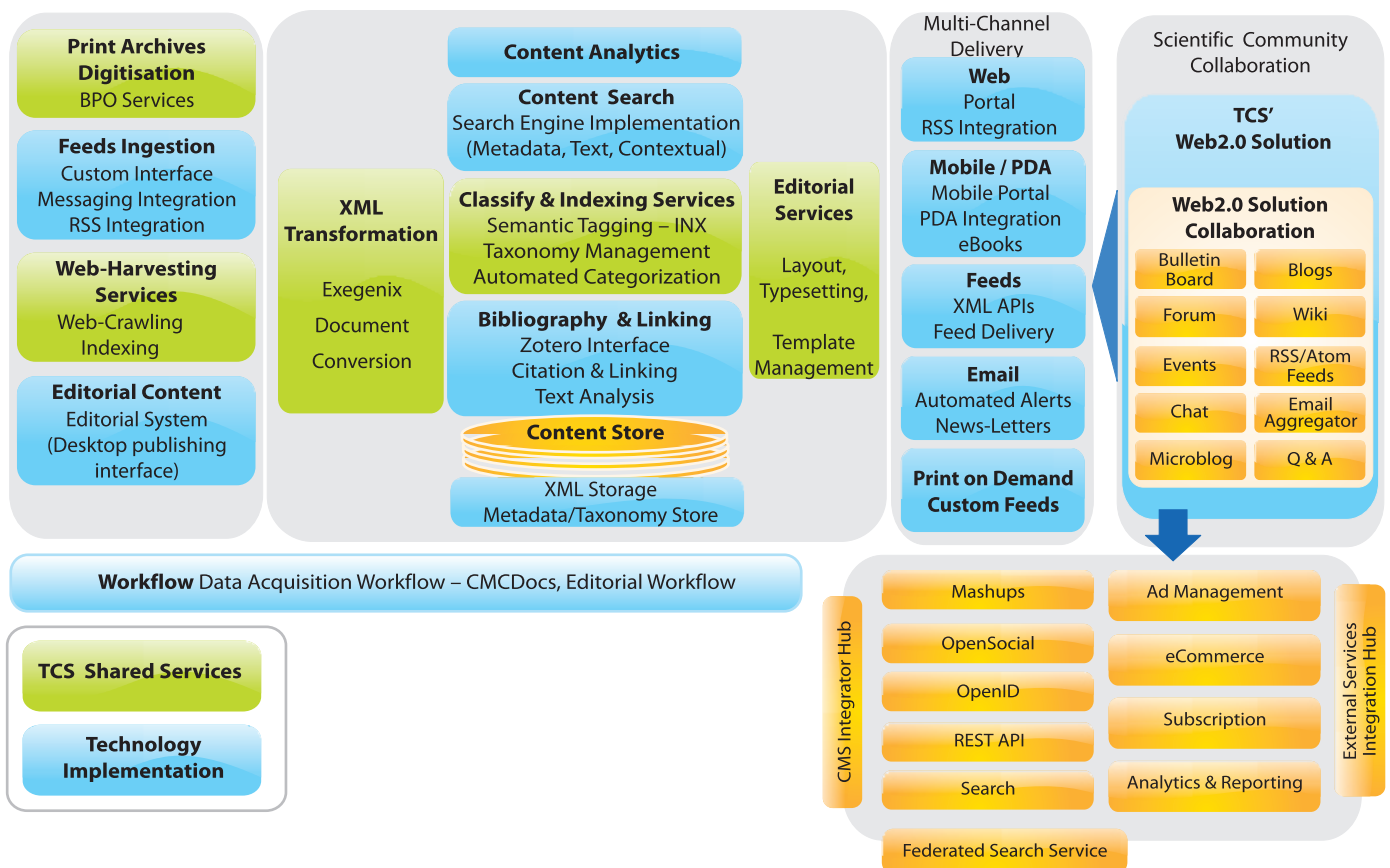 Print Archives
Digitisation
BPO Services
Feeds Ingestion
Custom Interface
Messaging Integration
RSS Integration
Web-Harvesting
Services
Web-Crawling
Indexing
Editorial Content
Editorial System
(Desktop publishing
interface)
XML
Transformation
Exegenix
Document
Conversion
Content Analytics
Content Search
Search Engine Implementation
(Metadata, Text, Contextual)
Classify & Indexing Services
Semantic Tagging – INX
Taxonomy Management
Automated Categorization
Bibliography & Linking
Zotero Interface
Citation & Linking
Text Analysis
Content Store
XML Storage
Metadata/Taxonomy Store
Editorial
Services
Layout,
Typesetting,
Template
Management
Multi-Channel
Delivery
Web
Portal
RSS Integration
Mobile / PDA
Mobile Portal
PDA Integration
eBooks
Feeds
XML APIs
Feed Delivery
Email
Automated Alerts
News-Letters
Print on Demand
Custom Feeds
Scientific Community
Collaboration
TCS'
Web2.0 Solution
Web2.0 Solution
Collaboration
Bulletin
Board
Blogs
Forum
Wiki
Events
RSS/Atom
Feeds
Chat
Email
Aggregator
Microblog
Q & A
Workflow Data Acquisition Workflow – CMCDocs, Editorial Workflow
TCS Shared Services
Technology
Implementation
CMS Integrator Hub
Mashups
OpenSocial
OpenID
REST API
Search
Ad Management
eCommerce
Subscription
Analytics & Reporting
External Services
Integration Hub
Federated Search Service